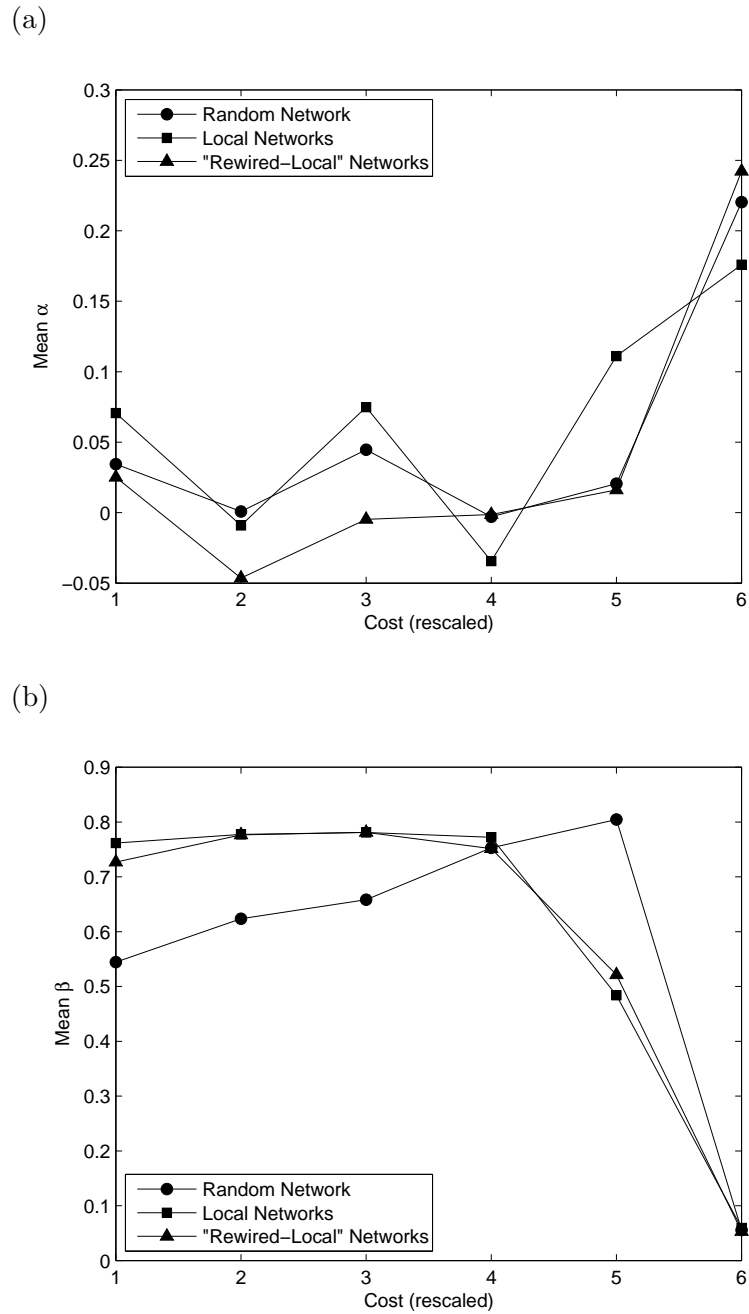 (a)
0.3
0.25
0.2
0.15
0.1
0.05
0
−0.05
Mean α
Random Network
Local Networks
"Rewired−Local" Networks
1 2 3 4 5 6
Cost (rescaled)
(b)
0.9
0.8
0.7
0.6
0.5
0.4
0.3
0.2
0.1
0
Mean β
Random Network
Local Networks
"Rewired−Local" Networks
1 2 3 4 5 6
Cost (rescaled)